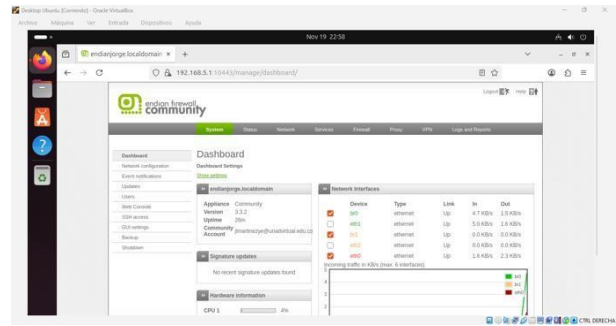 Desktop Ubuntu [Corriendo] - Oracle VirtualBox
Archivo Máquina Ver Entrada Dispositivos Ayuda
Nov 19 22:58
endianjorge.localdomain
192.168.5.1:10443/manage/dashboard/
Logout Help
endian firewall
community
System Status Network Services Firewall Proxy VPN Logs and Reports
Dashboard
Network configuration
Event notifications
Updates
Users
Web Console
SSH access
GUI settings
Backup
Shutdown
Dashboard
Dashboard Settings
Show settings
endianjorge.localdomain
Appliance Community
Version 3.3.2
Uptime 26m
Community Account
Signature updates
No recent signature updates found
Hardware information
CPU 1 4%
Network Interfaces
Device Type Link In Out
br0 ethernet Up 4.7 KB/s 1.5 KB/s
eth1 ethernet Up 5.0 KB/s 1.6 KB/s
br1 ethernet Up 0.0 KB/s 0.0 KB/s
eth2 ethernet Up 0.0 KB/s 0.0 KB/s
eth0 ethernet Up 1.8 KB/s 2.3 KB/s
Incoming traffic in KB/s (max. 6 interfaces)
5
4
3
2
br0
br1
eth0
CTRL DERECHA